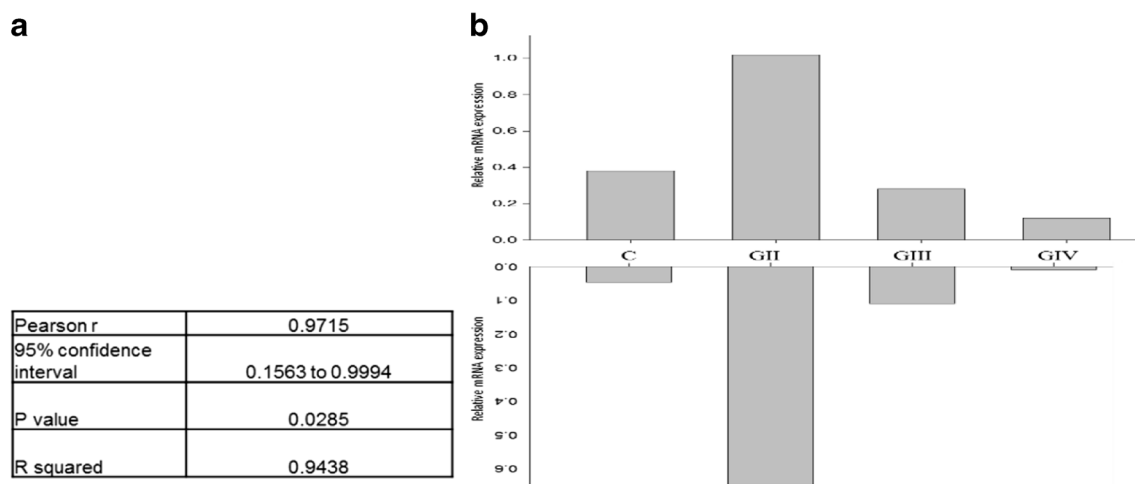 a
b
Pearson r 0.9715
95% confidence
interval 0.1563 to 0.9994
P value 0.0285
R squared 0.9438
Relative mRNA expression
1.0
0.8
0.6
0.4
0.2
0.0
C GII GIII GIV
Relative mRNA expression
0.0
0.1
0.2
0.3
0.4
0.5
0.6